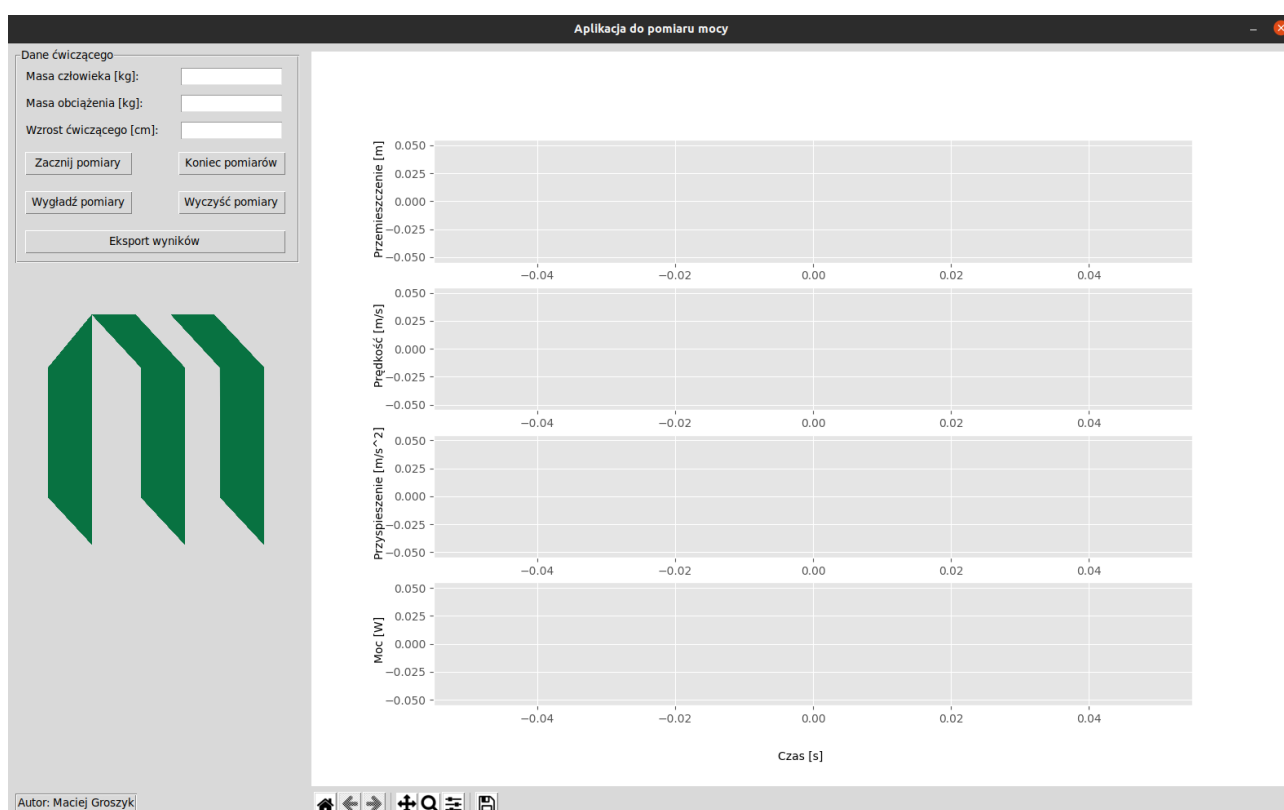 Aplikacja do pomiaru mocy
Dane ćwiczącego
Masa człowieka [kg]:
Masa obciążenia [kg]:
Wzrost ćwiczącego [cm]:
Zacznij pomiary Koniec pomiarów
Wygładź pomiary Wyczyść pomiary
Eksport wyników
Przemieszczenie [m]
0.050
0.025
0.000
−0.025
−0.050
−0.04 −0.02 0.00 0.02 0.04
Prędkość [m/s]
0.050
0.025
0.000
−0.025
−0.050
−0.04 −0.02 0.00 0.02 0.04
Przyspieszenie [m/s^2]
0.050
0.025
0.000
−0.025
−0.050
−0.04 −0.02 0.00 0.02 0.04
Moc [W]
0.050
0.025
0.000
−0.025
−0.050
−0.04 −0.02 0.00 0.02 0.04
Czas [s]
Autor: Maciej Groszyk